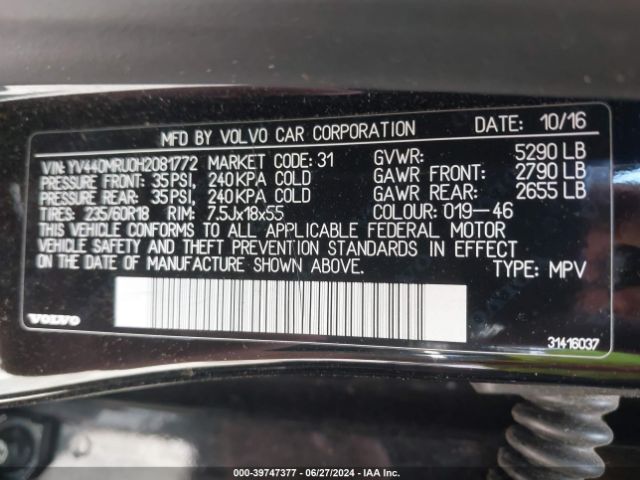 MFD BY VOLVO CAR CORPORATION DATE: 10/16
VIN: YV440MRU0H2081772 MARKET CODE: 31 GVWR: 5290 LB
PRESSURE FRONT: 35PSI, 240KPA COLD GAWR FRONT: 2790 LB
PRESSURE REAR: 35PSI, 240KPA COLD GAWR REAR: 2655 LB
TIRES: 235/60R18 RIM: 7.5Jx18x55 COLOUR: 019-46
THIS VEHICLE CONFORMS TO ALL APPLICABLE FEDERAL MOTOR
VEHICLE SAFETY AND THEFT PREVENTION STANDARDS IN EFFECT
ON THE DATE OF MANUFACTURE SHOWN ABOVE. TYPE: MPV
VOLVO
31416037
000-39747377 - 06/27/2024 - IAA Inc.